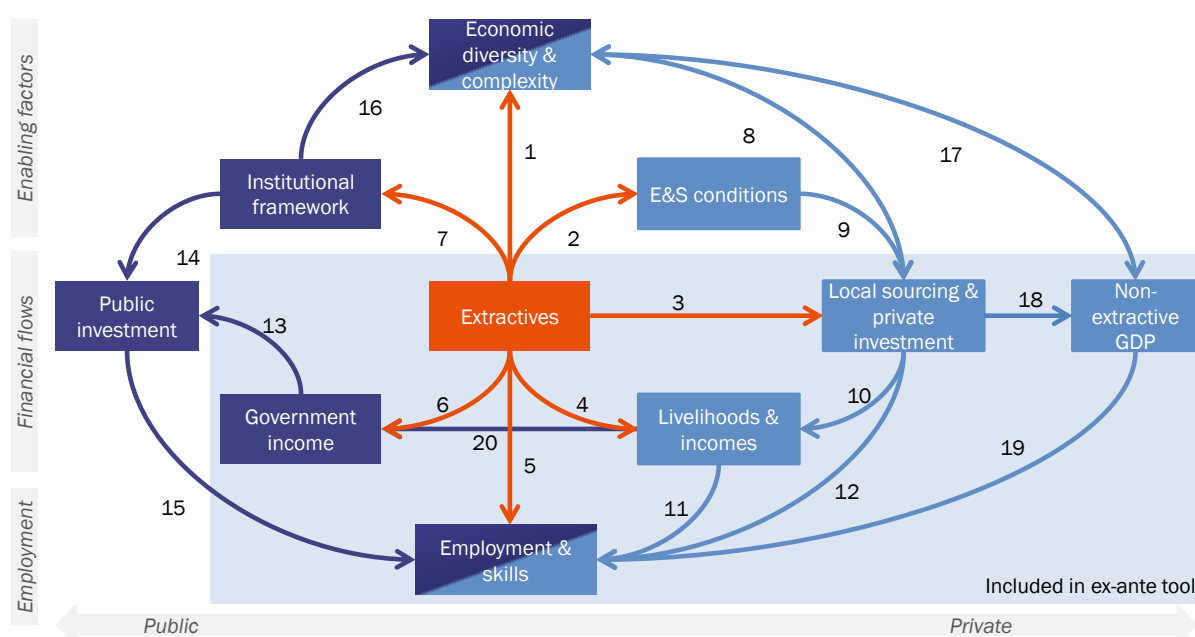 Enabling factors
Financial flows
Employment
Economic
diversity &
complexity
16
1
8
17
Institutional
framework
E&S conditions
7
2
9
14
Public
investment
13
Extractives
3
Local sourcing &
private
investment
18
Non-
extractive
GDP
6
4
10
Government
income
20
Livelihoods &
incomes
5
19
15
11
12
Employment &
skills
Included in ex-ante tool
Public
Private